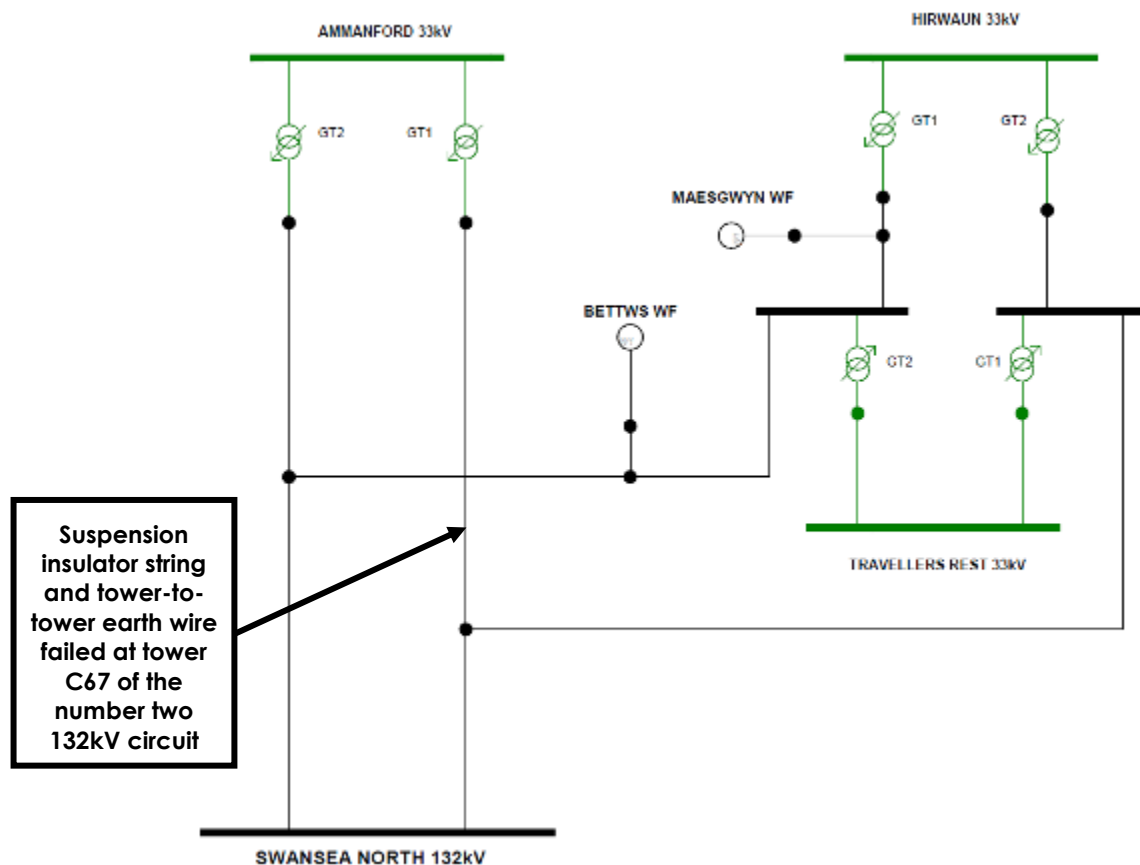 HIRWAUN 33kV
AMMANFORD 33kV
GT2
GT1
GT1
GT2
MAESGWYN WF
BETTWS WF
GT2
GT1
TRAVELLERS REST 33kV
Suspension
insulator string
and tower-to-
tower earth wire
failed at tower
C67 of the
number two
132kV circuit
SWANSEA NORTH 132kV